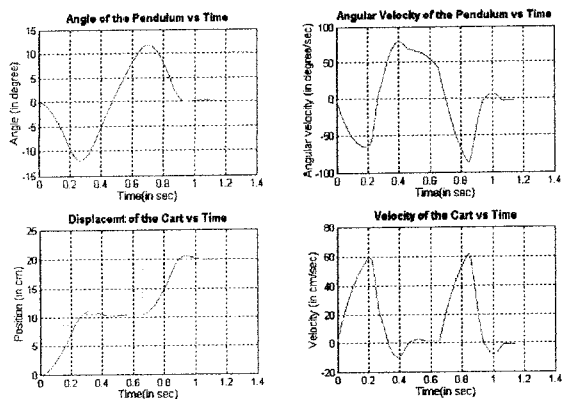 Angle of the Pendulum vs Time
15
10
5
0
-5
-10
-15
Angle (in degree)
0 0.2 0.4 0.6 0.8 1 1.2 1.4
Time(in sec)
Angular Velocity of the Pendulum vs Time
100
50
0
-50
-100
Angular velocity (in degree/sec)
0 0.2 0.4 0.6 0.8 1 1.2 1.4
Time(in sec)
Displacemt of the Cart vs Time
25
20
15
10
5
0
Position (in cm)
0 0.2 0.4 0.6 0.8 1 1.2 1.4
Time(in sec)
Velocity of the Cart vs Time
80
60
40
20
0
-20
Velocity (in cm/sec)
0 0.2 0.4 0.6 0.8 1 1.2 1.4
Time(in sec)